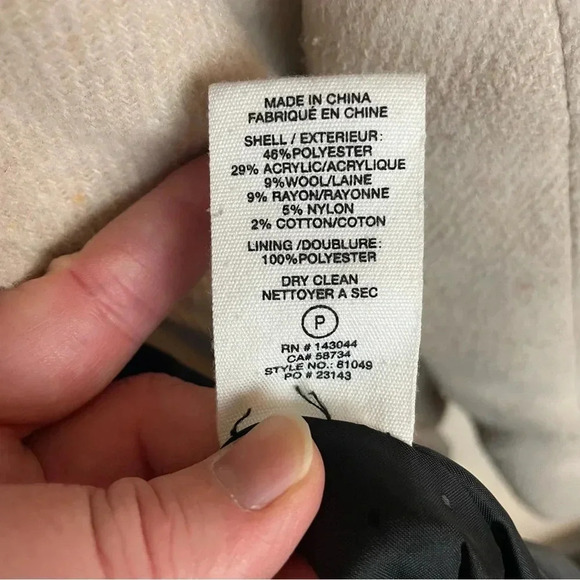 MADE IN CHINA
FABRIQUÉ EN CHINE
SHELL / EXTERIEUR:
46%POLYESTER
29% ACRYLIC/ACRYLIQUE
9%WOOL/LAINE
9% RAYON/RAYONNE
5% NYLON
2% COTTON/COTON
LINING /DOUBLURE:
100%POLYESTER
DRY CLEAN
NETTOYER A SEC
P
RN # 143044
CA# 58734
STYLE NO.: 81049
PO # 23143